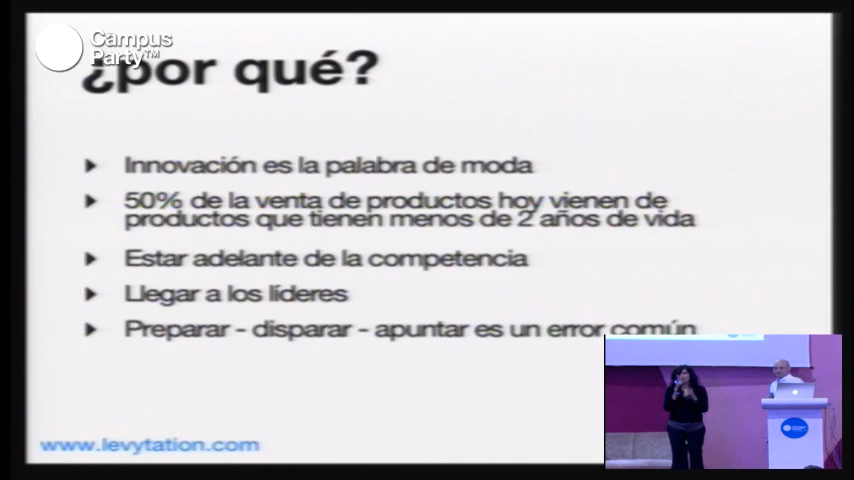 Campus
Party™
¿por qué?
Innovación es la palabra de moda
50% de la venta de productos hoy vienen de
productos que tienen menos de 2 años de vida
Estar adelante de la competencia
Llegar a los líderes
Preparar - disparar - apuntar es un error común
www.levytation.com